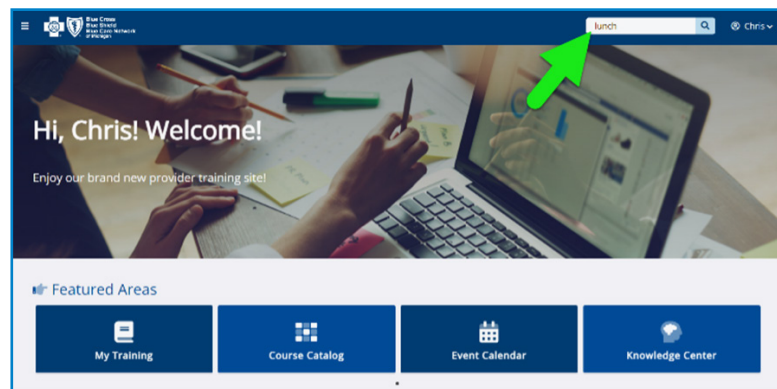 Blue Cross
Blue Shield
Blue Care Network
of Michigan
lunch
Chris
Hi, Chris! Welcome!
Enjoy our brand new provider training site!
Featured Areas
My Training
Course Catalog
Event Calendar
Knowledge Center